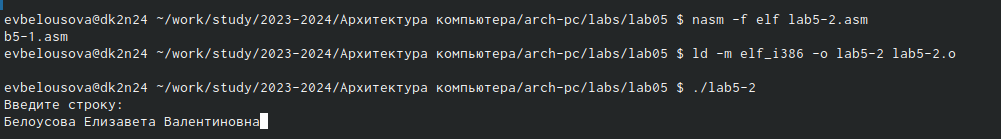 evbelousova@dk2n24 ~/work/study/2023-2024/Архитектура компьютера/arch-pc/labs/lab05 $ nasm -f elf lab5-2.asm
b5-1.asm
evbelousova@dk2n24 ~/work/study/2023-2024/Архитектура компьютера/arch-pc/labs/lab05 $ ld -m elf_i386 -o lab5-2 lab5-2.o
evbelousova@dk2n24 ~/work/study/2023-2024/Архитектура компьютера/arch-pc/labs/lab05 $ ./lab5-2
Введите строку:
Белоусова Елизавета Валентиновна